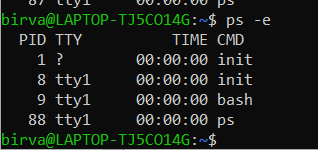 87 tty1 00:00:00 ps
birva@LAPTOP-TJ5CO14G:~$ ps -e
PID TTY TIME CMD
1 ? 00:00:00 init
8 tty1 00:00:00 init
9 tty1 00:00:00 bash
88 tty1 00:00:00 ps
birva@LAPTOP-TJ5CO14G:~$